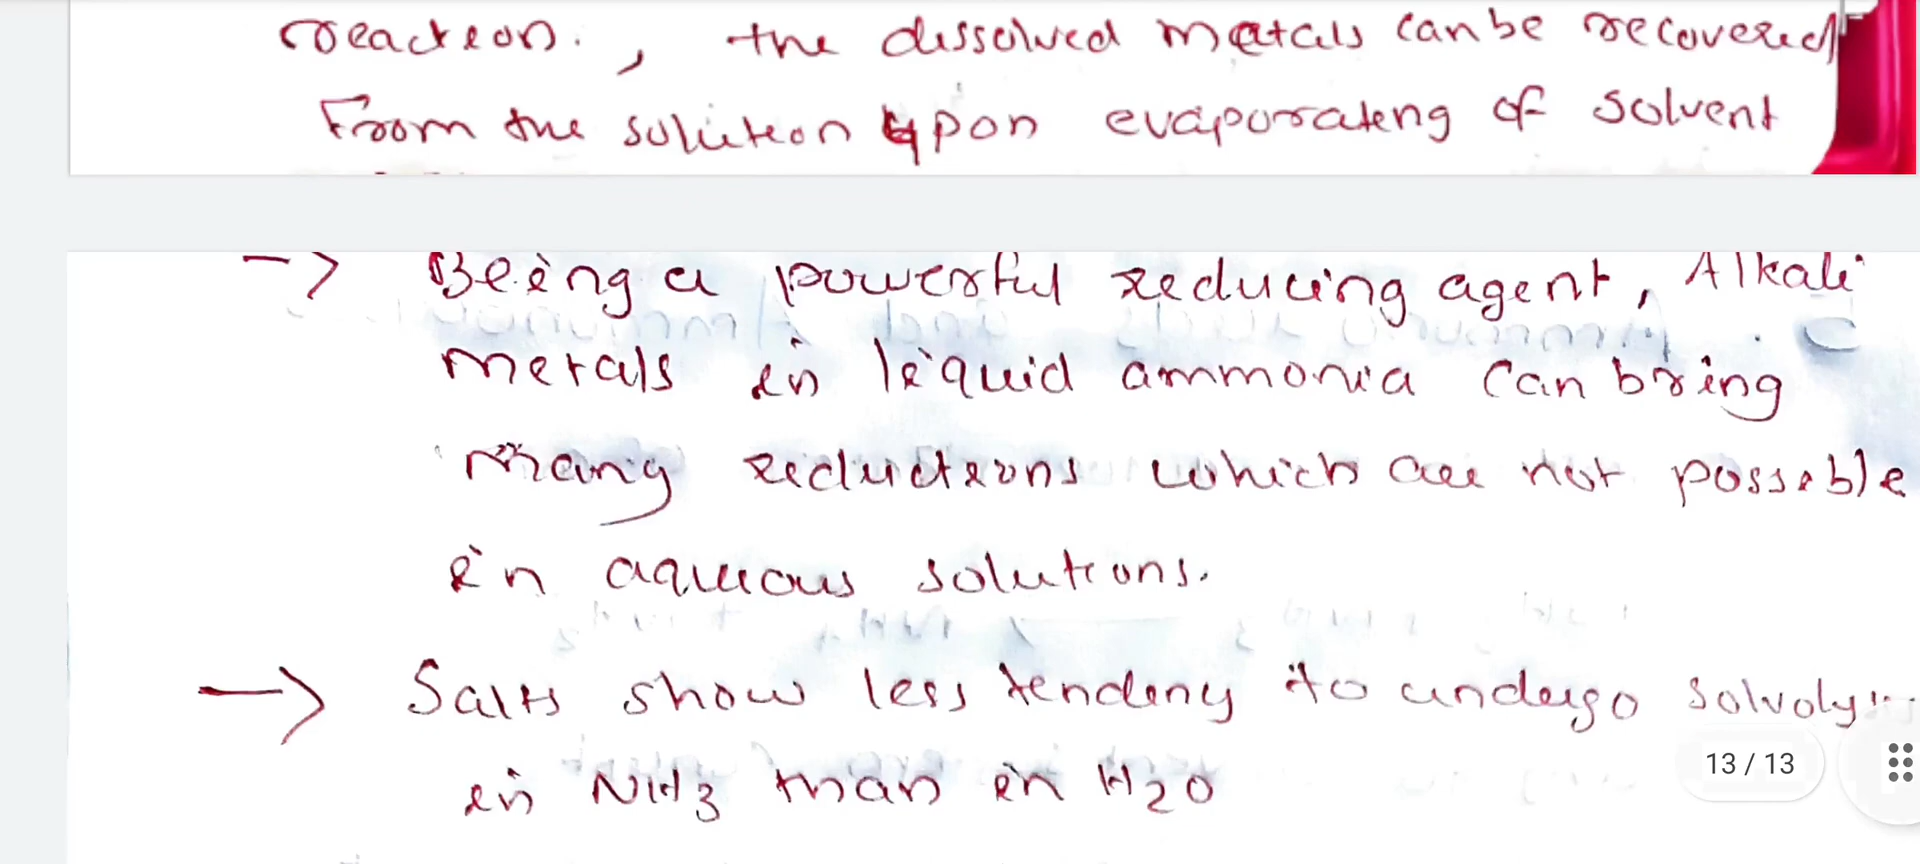 reaction. , the dissolved metals can be recovered
From the solution upon evaporating of solvent
-> Being a powerful reducing agent, Alkali
metals in liquid ammonia can bring
many reductions which are not possible
in aqueous solutions.
-> Salts show less tendeny to undergo
in NH3 than in H2O
13 / 13